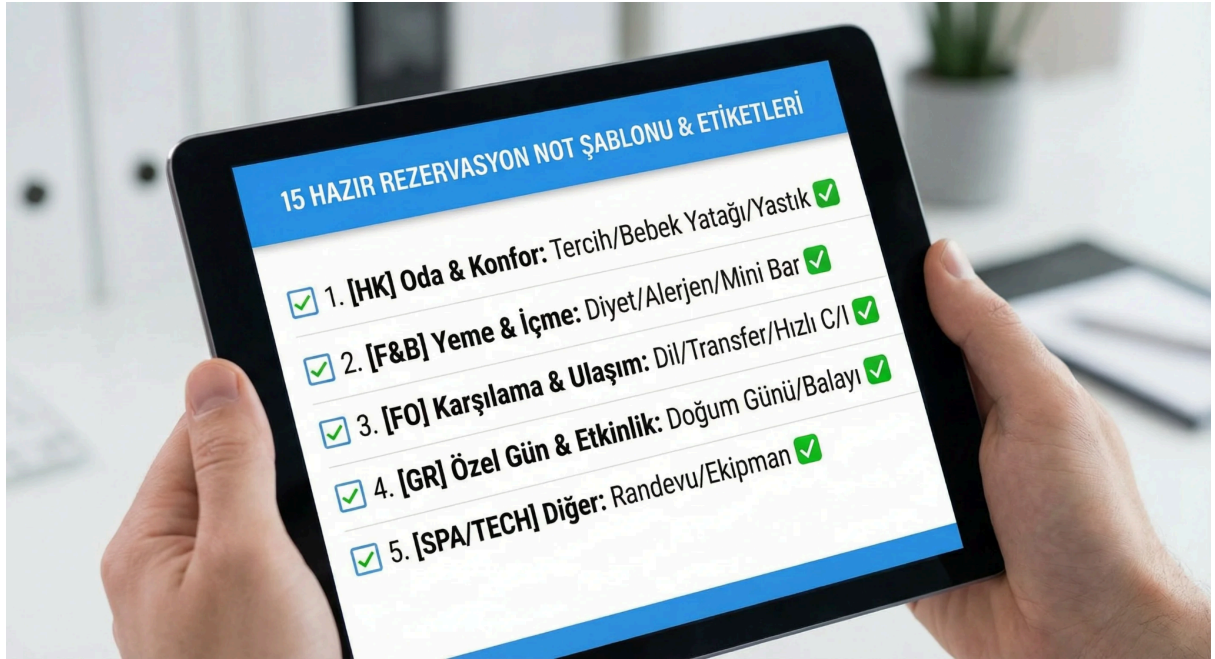 15 HAZIR REZERVASYON NOT ŞABLONU & ETİKETLERİ
1. [HK] Oda & Konfor: Tercih/Bebek Yatağı/Yastık
2. [F&B] Yeme & İçme: Diyet/Alerjen/Mini Bar
3. [FO] Karşılama & Ulaşım: Dil/Transfer/Hızlı C/I
4. [GR] Özel Gün & Etkinlik: Doğum Günü/Balayı
5. [SPA/TECH] Diğer: Randevu/Ekipman